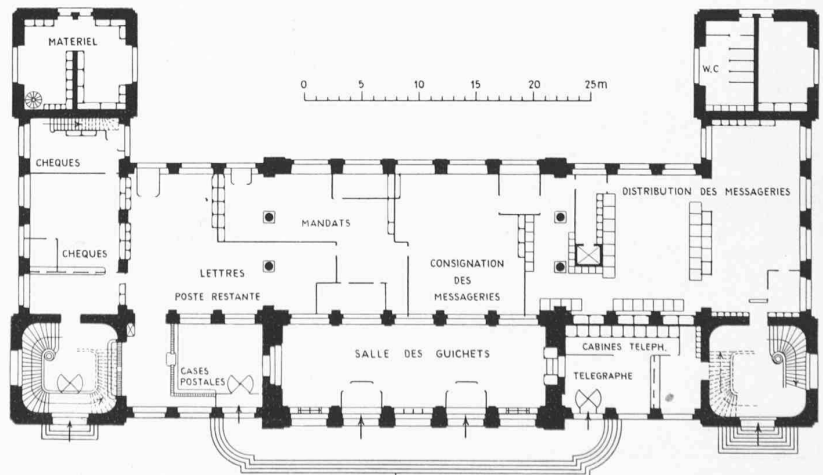 MATERIEL
W.C
0 5 10 15 20 25m
CHEQUES
DISTRIBUTION DES MESSAGERIES
MANDATS
CHEQUES
LETTRES
POSTE RESTANTE
CONSIGNATION
DES
MESSAGERIES
CASES
POSTALES
SALLE DES GUICHETS
CABINES TELEPH.
TELEGRAPHE